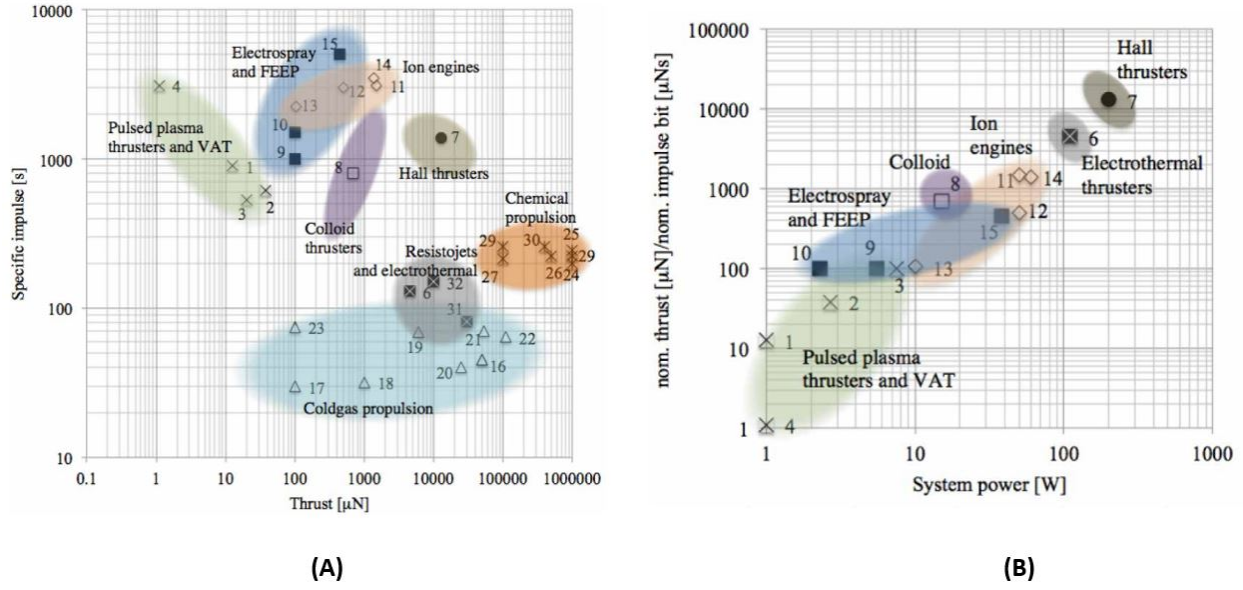 10000
1000
100
10
Specific impulse [s]
0.1 1 10 100 1000 10000 100000 1000000
Thrust [µN]
Electrospray
and FEEP
15
14
Ion engines
11
12
13
4
Pulsed plasma
thrusters and VAT
10
9
1
2
3
8
7
Hall thrusters
Colloid
thrusters
Chemical
propulsion
Resistojets
and electrothermal
29
30
25
29
27
26
24
32
6
31
23
19
21
22
20
16
17
18
Coldgas propulsion
(A)
100000
10000
1000
100
10
1
nom. thrust [µN]/nom. impulse bit [µNs]
1 10 100 1000
System power [W]
Hall
thrusters
7
6
Electrothermal
thrusters
Ion
engines
Colloid
8
11
14
12
Electrospray
and FEEP
15
10
9
3
13
2
1
Pulsed plasma
thrusters and VAT
4
(B)